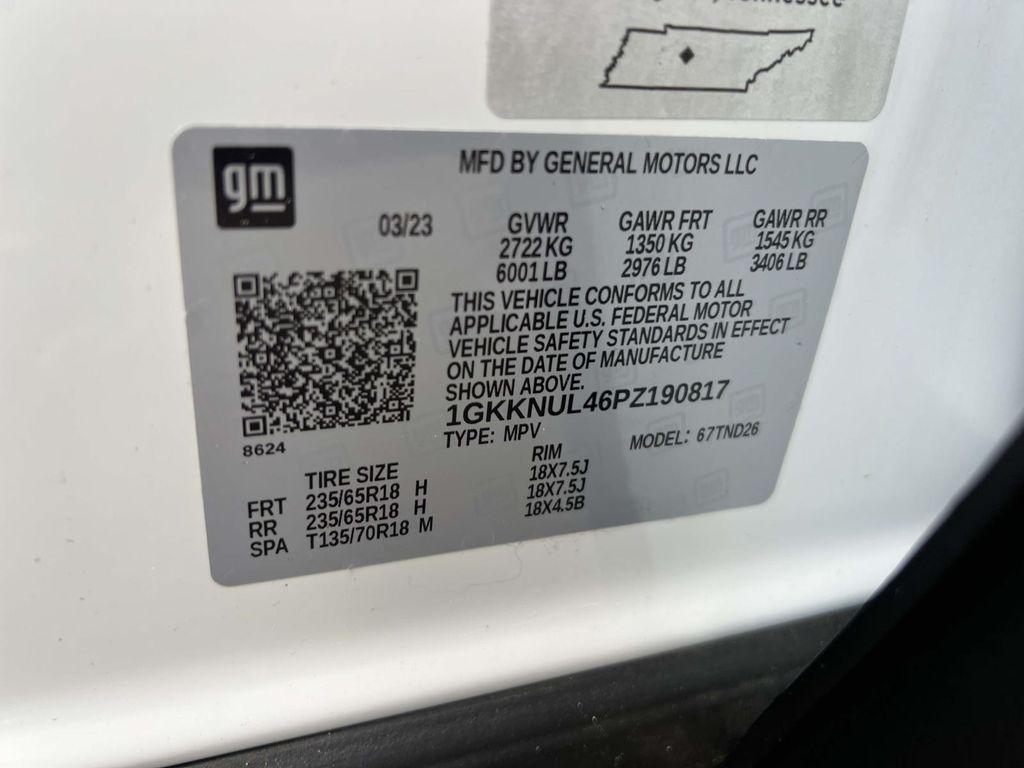 Tennessee
gm
MFD BY GENERAL MOTORS LLC
03/23 GVWR GAWR FRT GAWR RR
2722 KG 1350 KG 1545 KG
6001 LB 2976 LB 3406 LB
THIS VEHICLE CONFORMS TO ALL
APPLICABLE U.S. FEDERAL MOTOR
VEHICLE SAFETY STANDARDS IN EFFECT
ON THE DATE OF MANUFACTURE
SHOWN ABOVE.
1GKKNUL46PZ190817
8624
TYPE: MPV MODEL: 67TND26
TIRE SIZE RIM
FRT 235/65R18 H 18X7.5J
RR 235/65R18 H 18X7.5J
SPA T135/70R18 M 18X4.5B